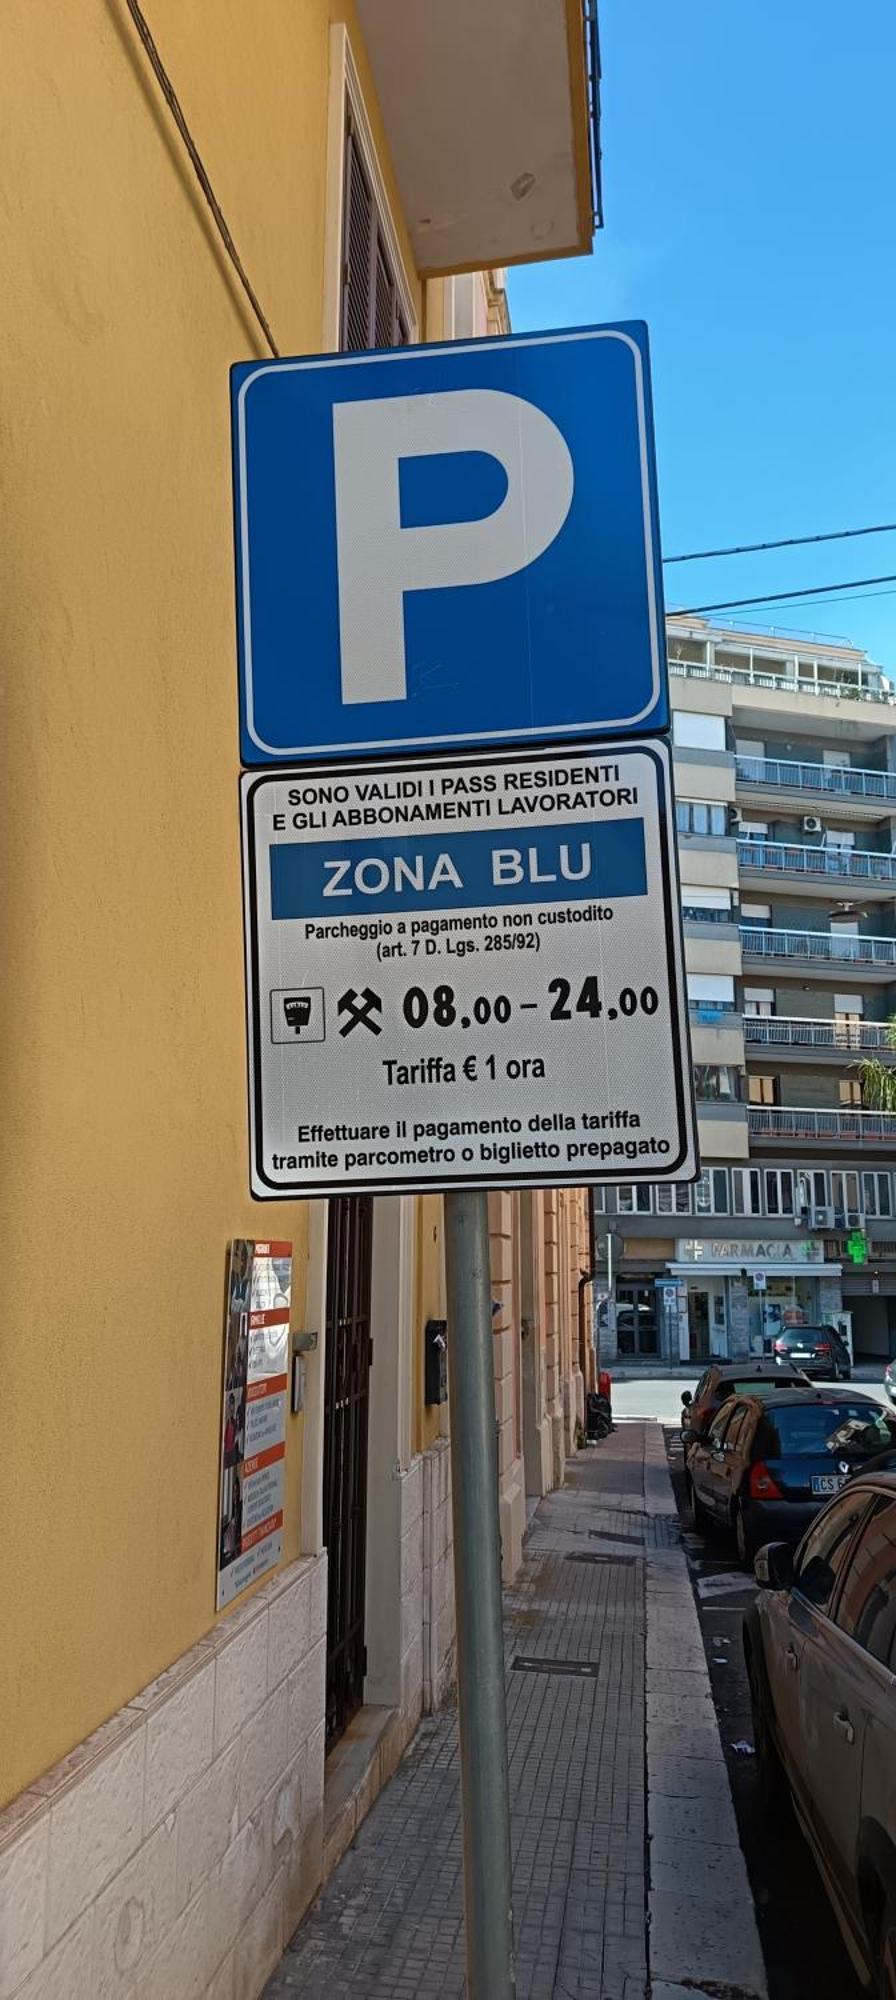 P
SONO VALIDI I PASS RESIDENTI
E GLI ABBONAMENTI LAVORATORI
ZONA BLU
Parcheggio a pagamento non custodito
(art. 7 D. Lgs. 285/92)
08,00 - 24,00
Tariffa € 1 ora
Effettuare il pagamento della tariffa
tramite parcometro o biglietto prepagato
FARMACIA
CS